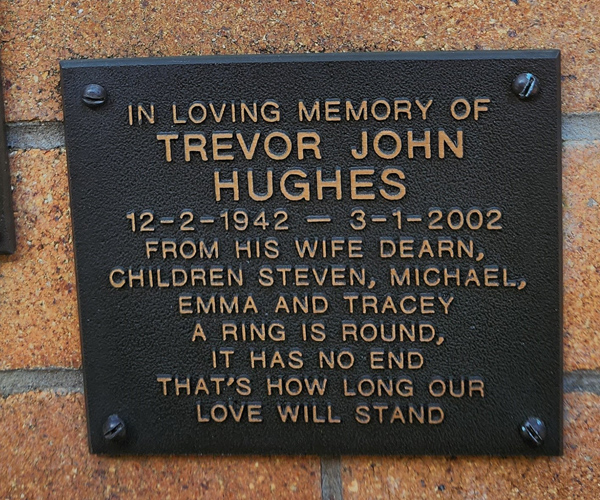 IN LOVING MEMORY OF
TREVOR JOHN
HUGHES
12-2-1942 — 3-1-2002
FROM HIS WIFE DEARN,
CHILDREN STEVEN, MICHAEL,
EMMA AND TRACEY
A RING IS ROUND,
IT HAS NO END
THAT'S HOW LONG OUR
LOVE WILL STAND